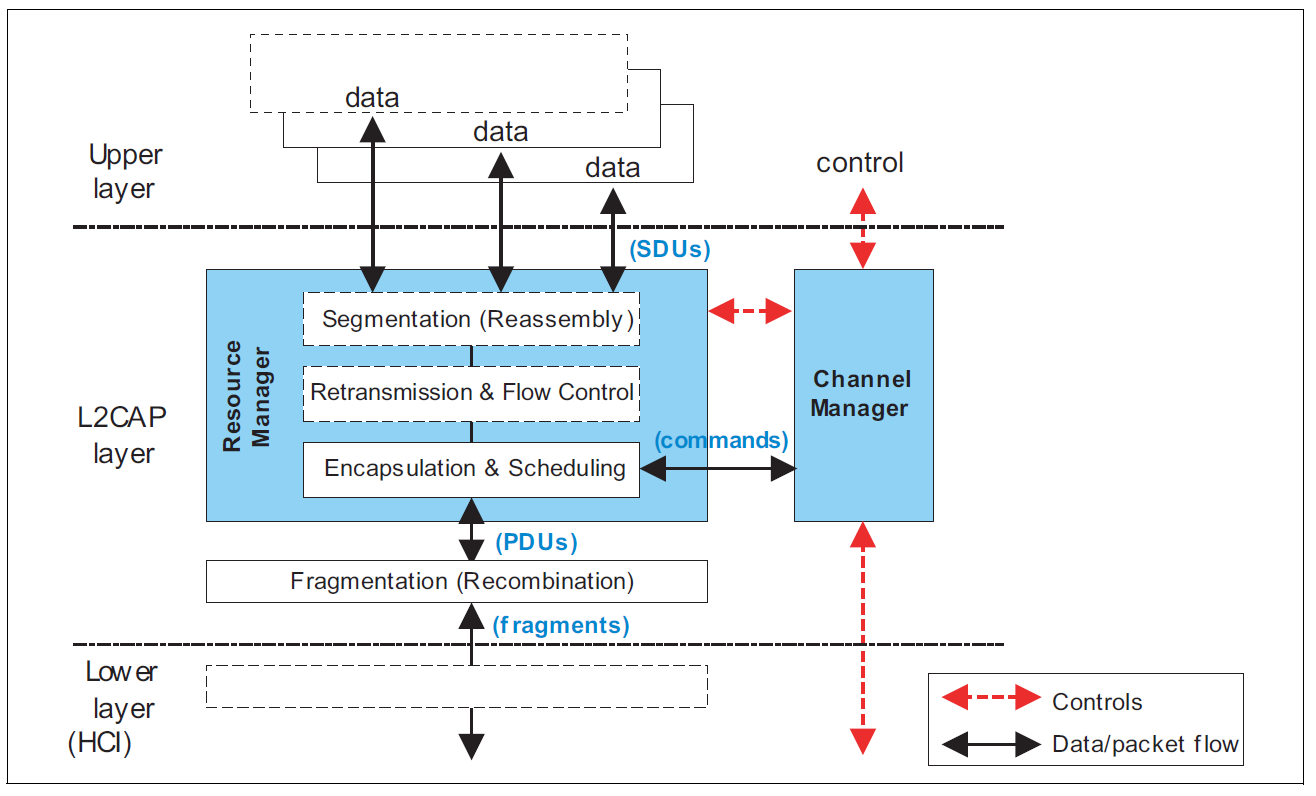 data
data
data
Upper
layer
control
(SDUs)
Segmentation (Reassembly)
Resource
Manager
Retransmission & Flow Control
Channel
Manager
L2CAP
layer
(commands)
Encapsulation & Scheduling
(PDUs)
Fragmentation (Recombination)
(fragments)
Lower
layer
(HCI)
Controls
Data/packet flow